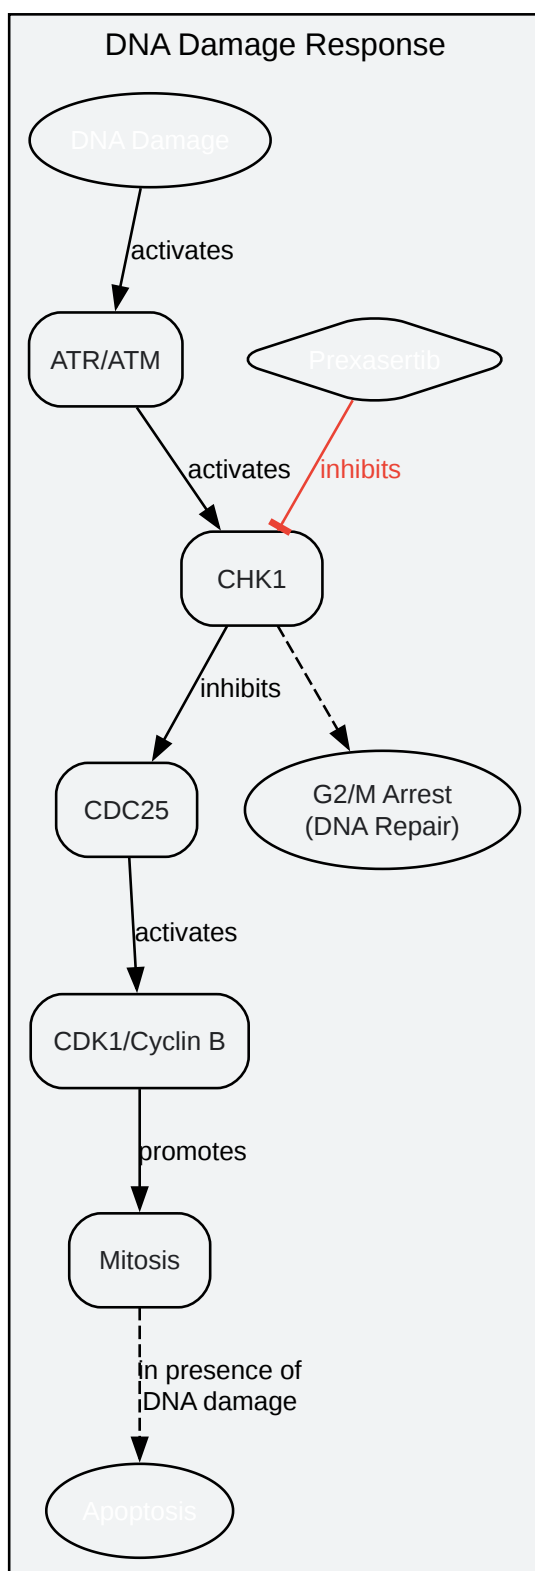 DNA Damage Response
DNA Damage
activates
ATR/ATM
Prexasertib
activates
inhibits
CHK1
inhibits
CDC25
G2/M Arrest
(DNA Repair)
activates
CDK1/Cyclin B
promotes
Mitosis
in presence of
DNA damage
Apoptosis